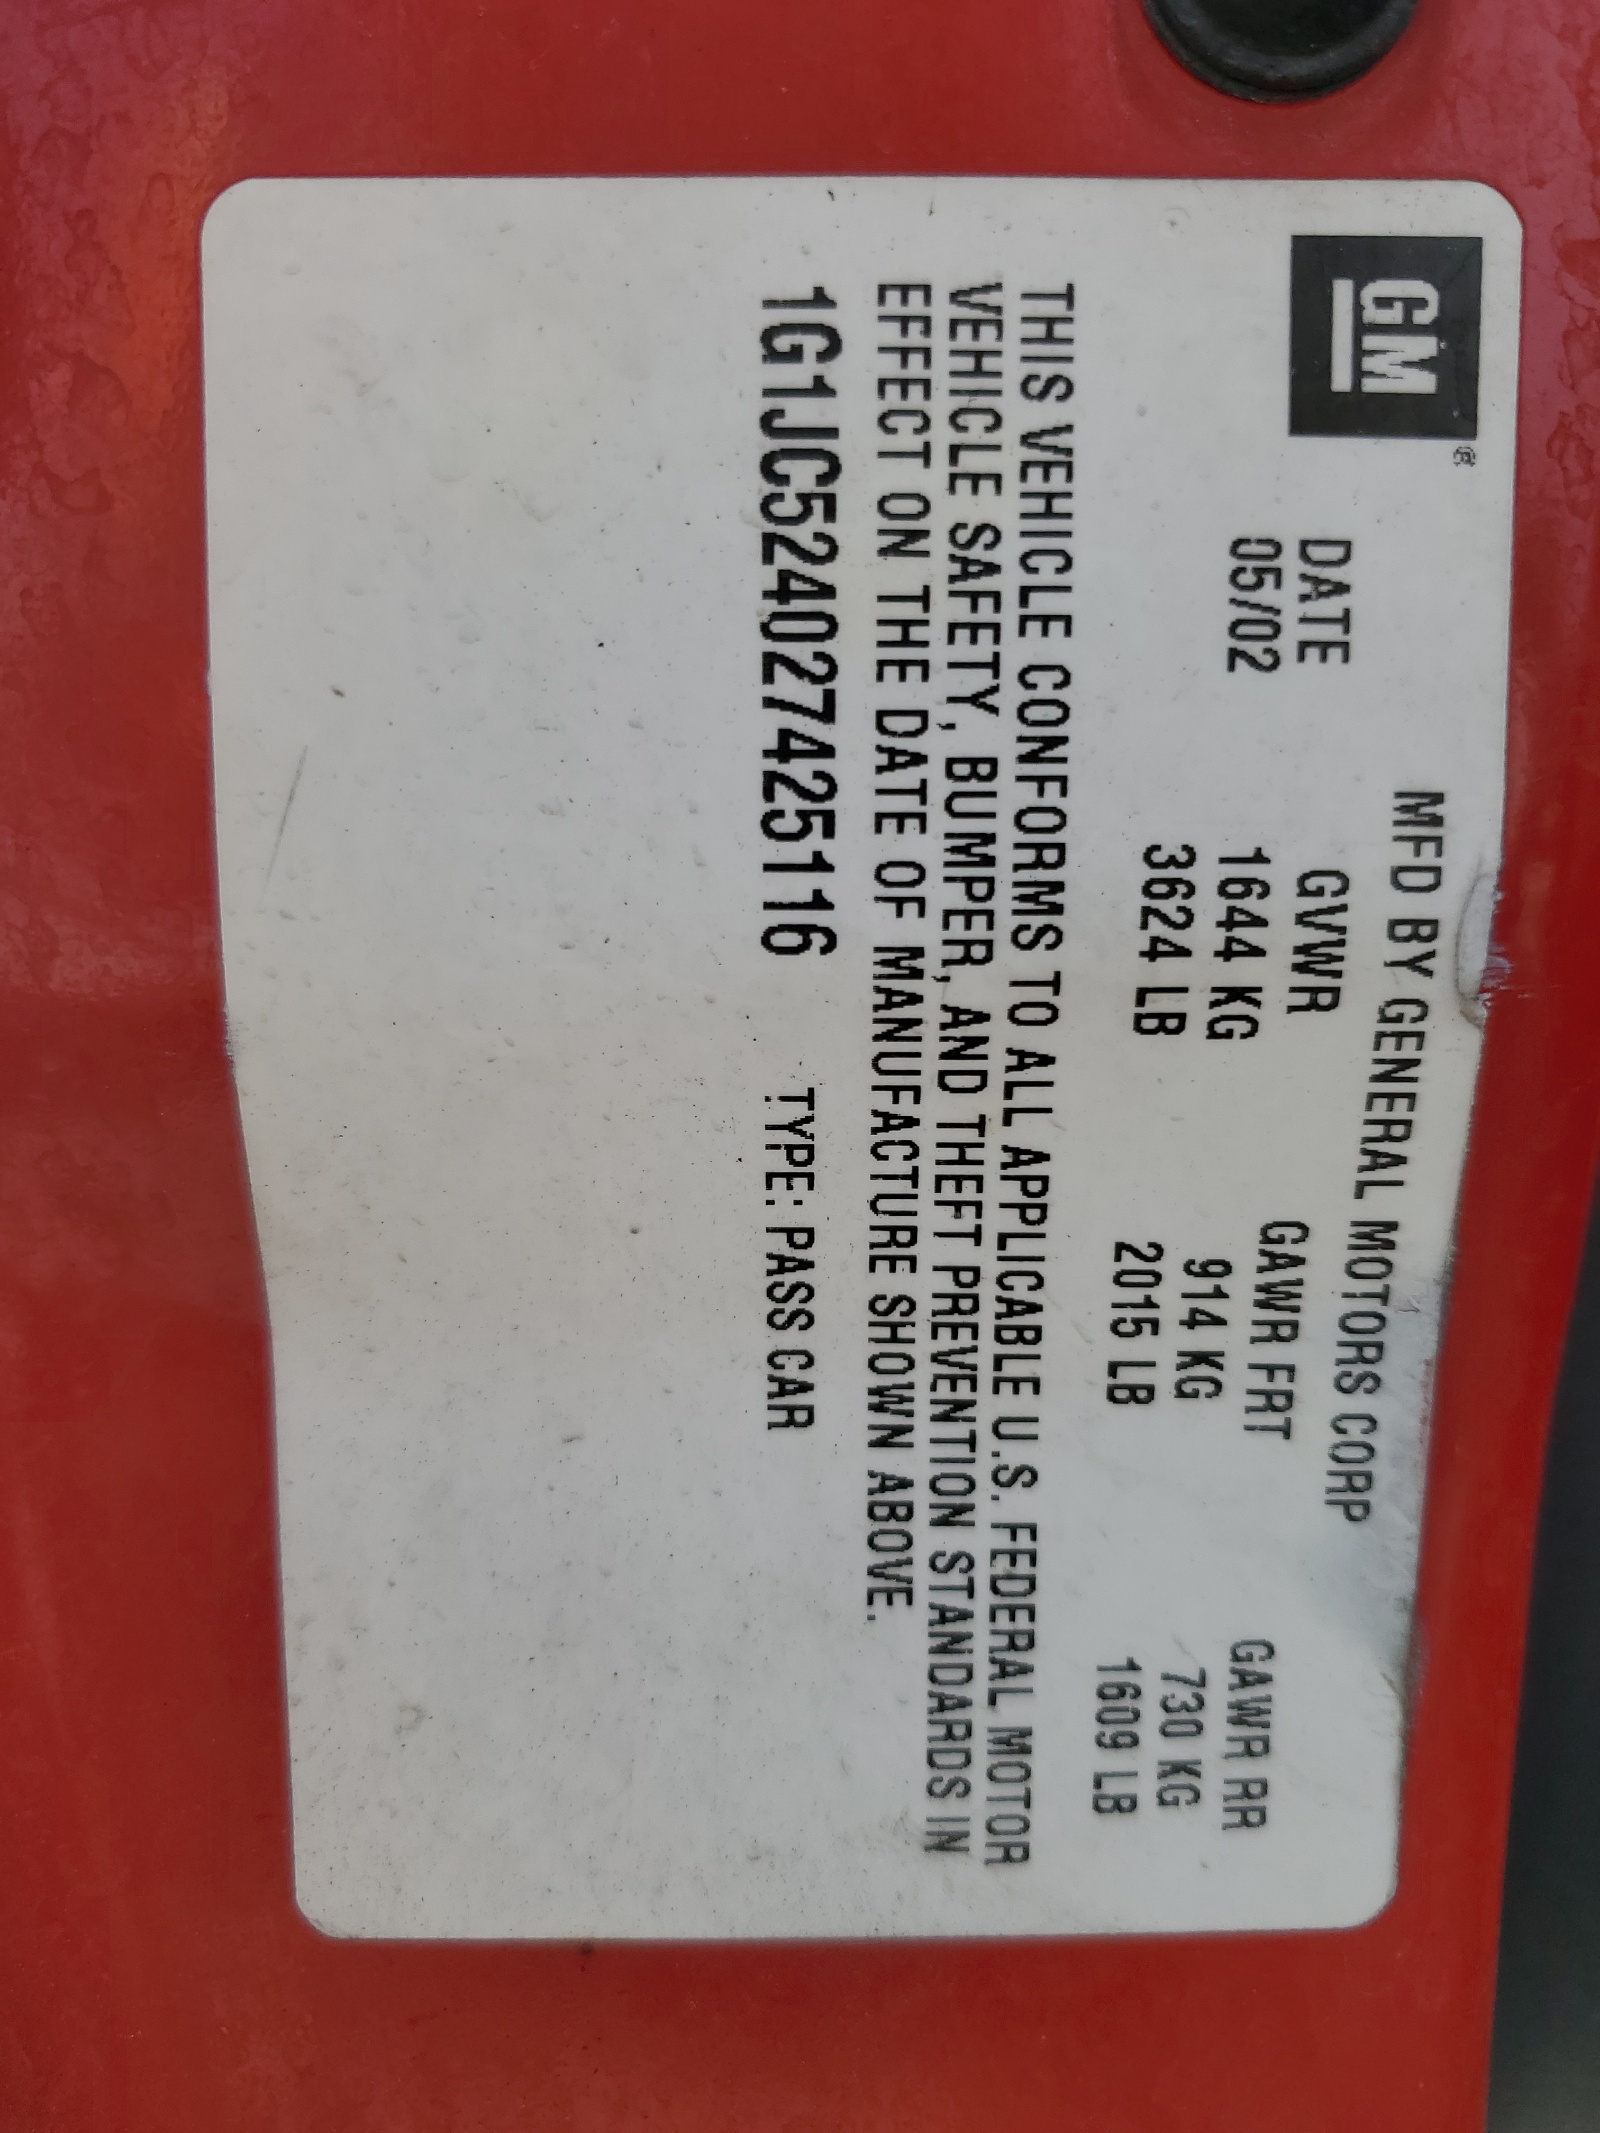 GM®
MFD BY GENERAL MOTORS CORP
DATE GVWR GAWR FRT GAWR RR
05/02 1644 KG 914 KG 730 KG
3624 LB 2015 LB 1609 LB
THIS VEHICLE CONFORMS TO ALL APPLICABLE U.S. FEDERAL MOTOR
VEHICLE SAFETY, BUMPER, AND THEFT PREVENTION STANDARDS IN
EFFECT ON THE DATE OF MANUFACTURE SHOWN ABOVE.
1G1JC524027425116 TYPE: PASS CAR